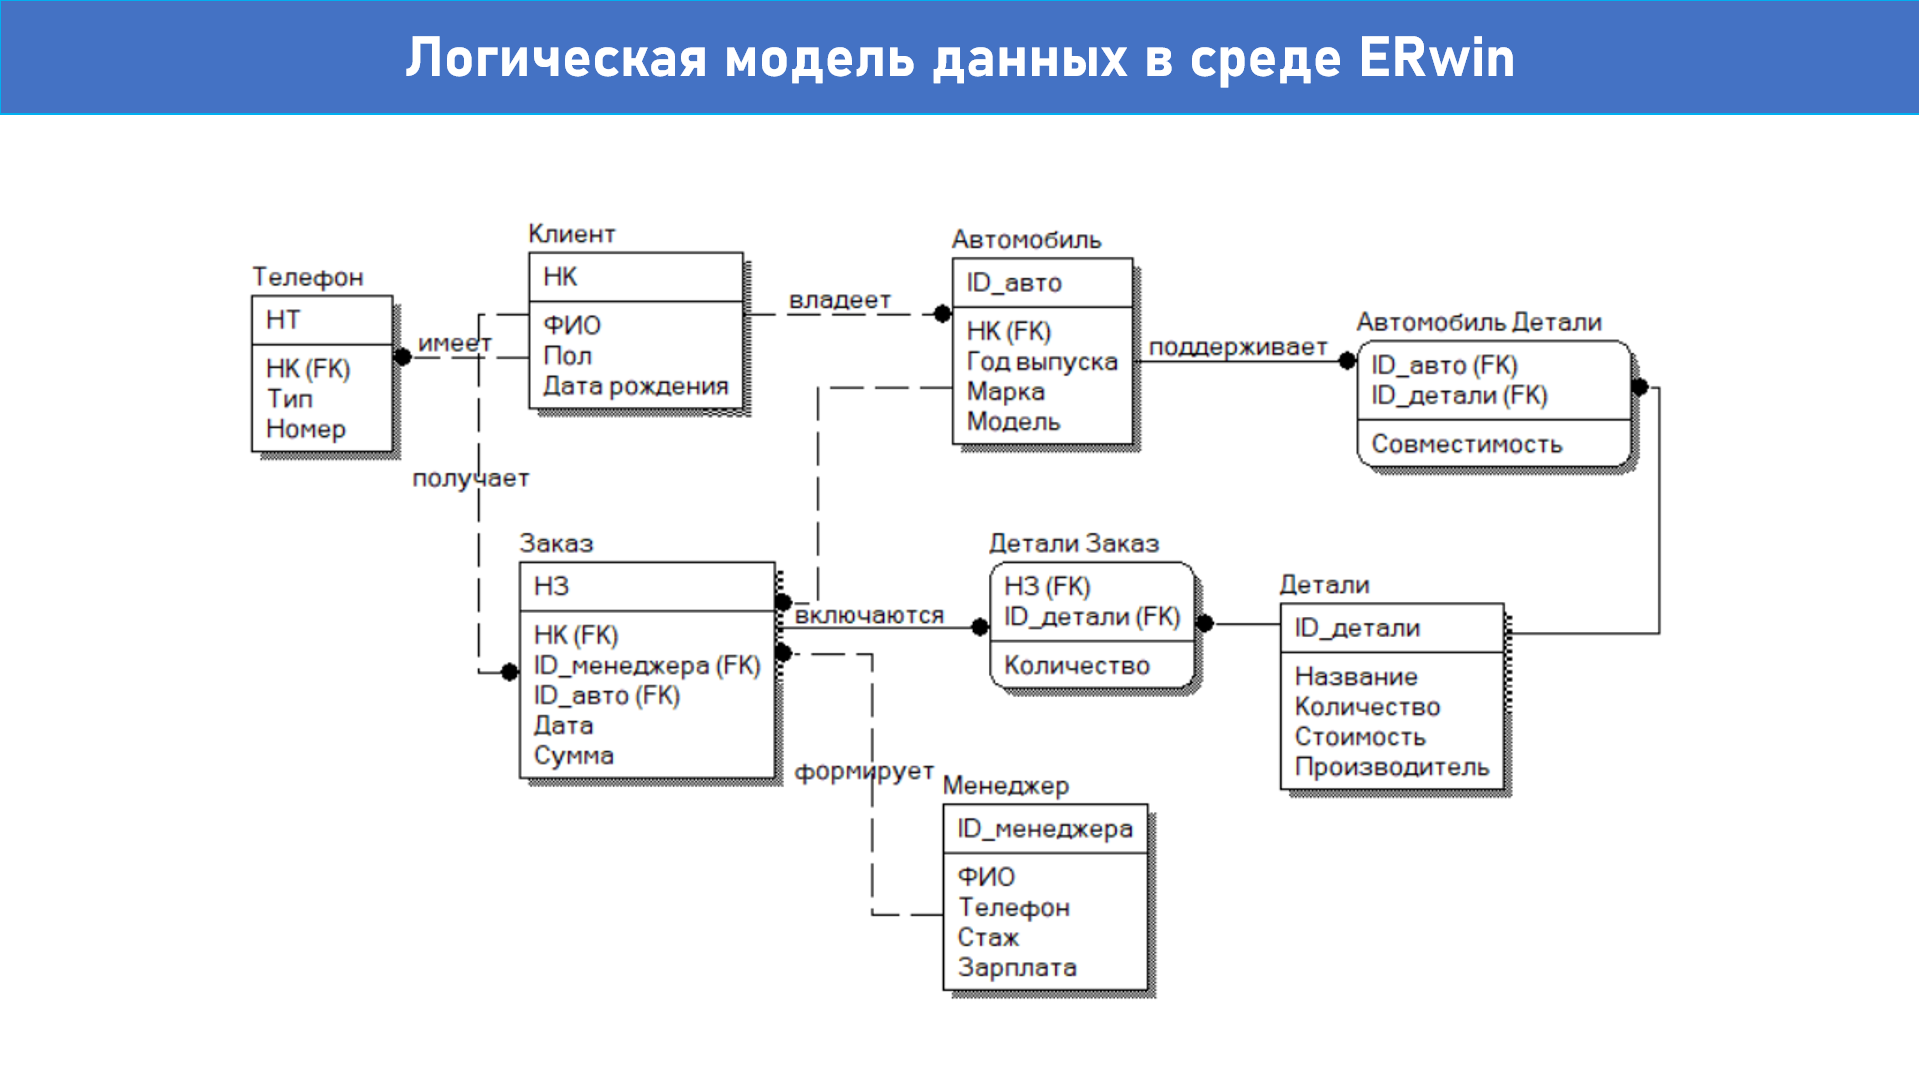 Логическая модель данных в среде ERwin
Телефон
НТ
НК (FK)
Тип
Номер
имеет
Клиент
НК
ФИО
Пол
Дата рождения
владеет
Автомобиль
ID_авто
НК (FK)
Год выпуска
Марка
Модель
поддерживает
Автомобиль Детали
ID_авто (FK)
ID_детали (FK)
Совместимость
получает
Заказ
НЗ
НК (FK)
ID_менеджера (FK)
ID_авто (FK)
Дата
Сумма
включаются
Детали Заказ
НЗ (FK)
ID_детали (FK)
Количество
Детали
ID_детали
Название
Количество
Стоимость
Производитель
формирует
Менеджер
ID_менеджера
ФИО
Телефон
Стаж
Зарплата